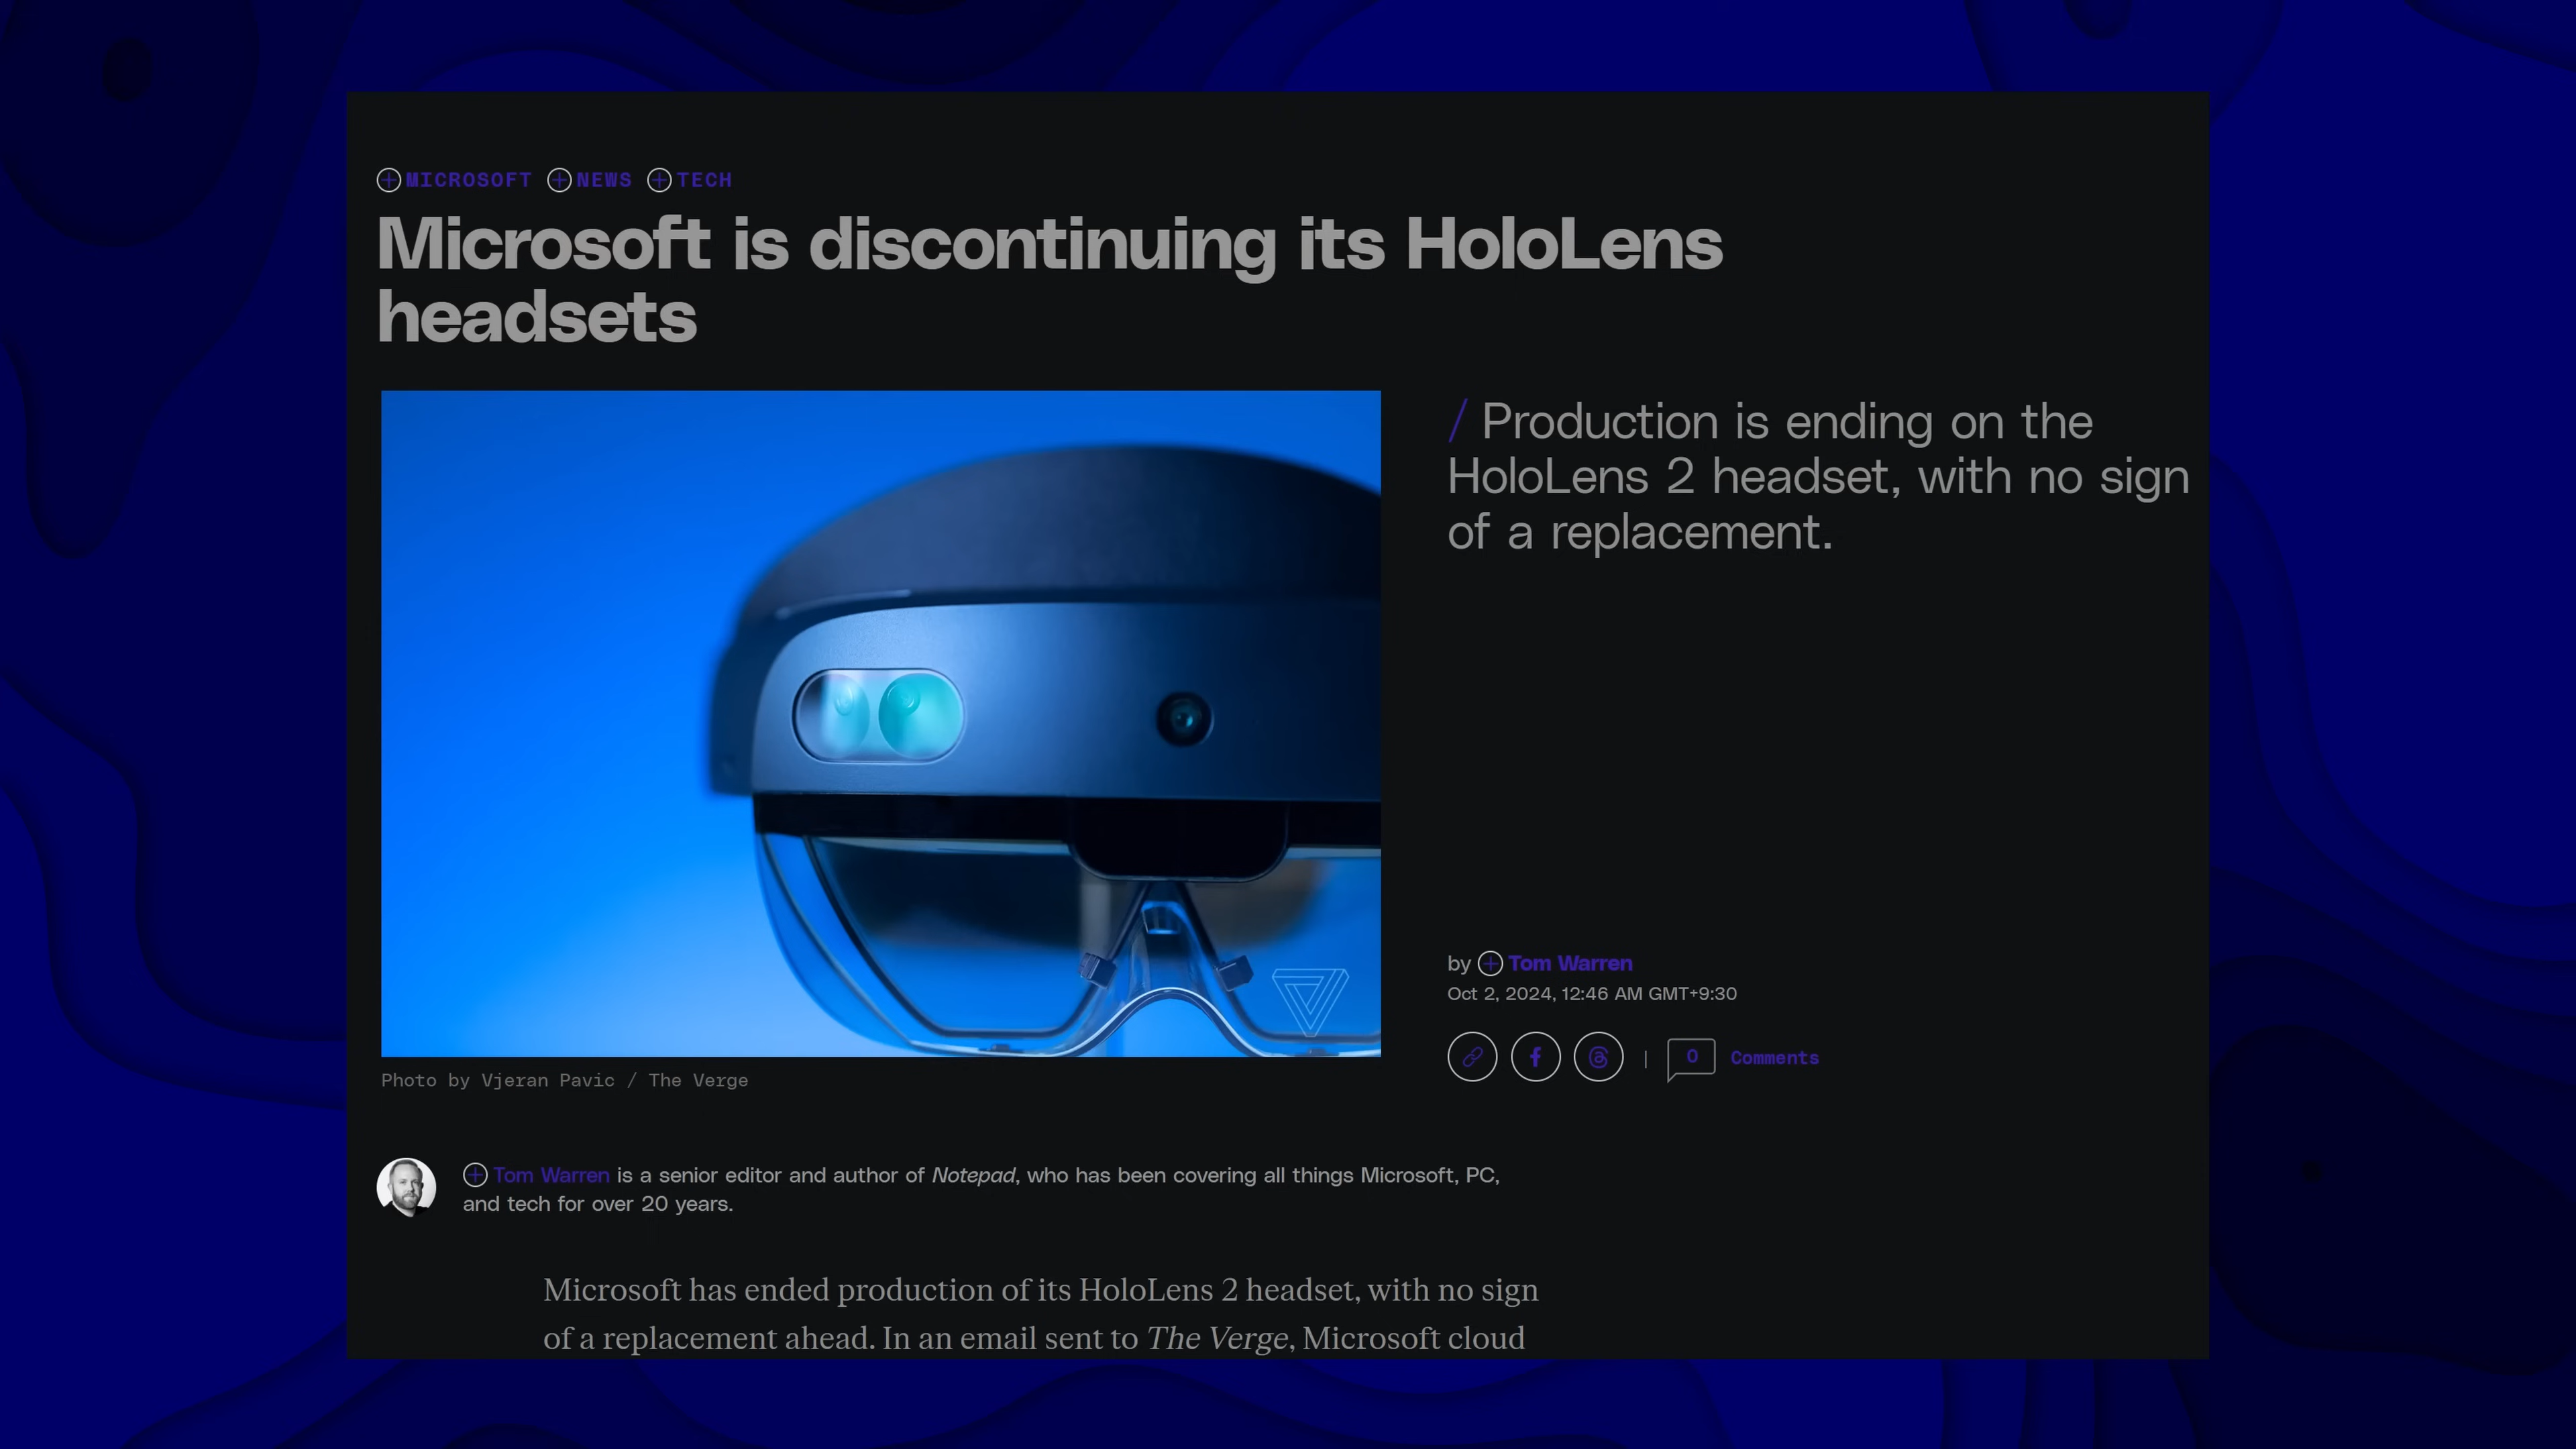 MICROSOFT NEWS TECH
Microsoft is discontinuing its HoloLens
headsets
/ Production is ending on the
HoloLens 2 headset, with no sign
of a replacement.
by Tom Warren
Oct 2, 2024, 12:46 AM GMT+9:30
| 0 Comments
Photo by Vjeran Pavic / The Verge
Tom Warren is a senior editor and author of Notepad, who has been covering all things Microsoft, PC,
and tech for over 20 years.
Microsoft has ended production of its HoloLens 2 headset, with no sign
of a replacement ahead. In an email sent to The Verge, Microsoft cloud